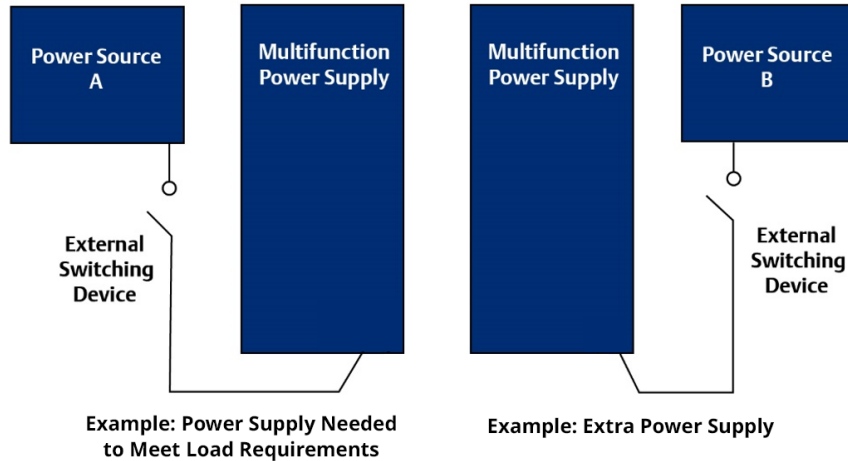 Power Source
A
Multifunction
Power Supply
Multifunction
Power Supply
Power Source
B
External
Switching
Device
External
Switching
Device
Example: Power Supply Needed
to Meet Load Requirements
Example: Extra Power Supply